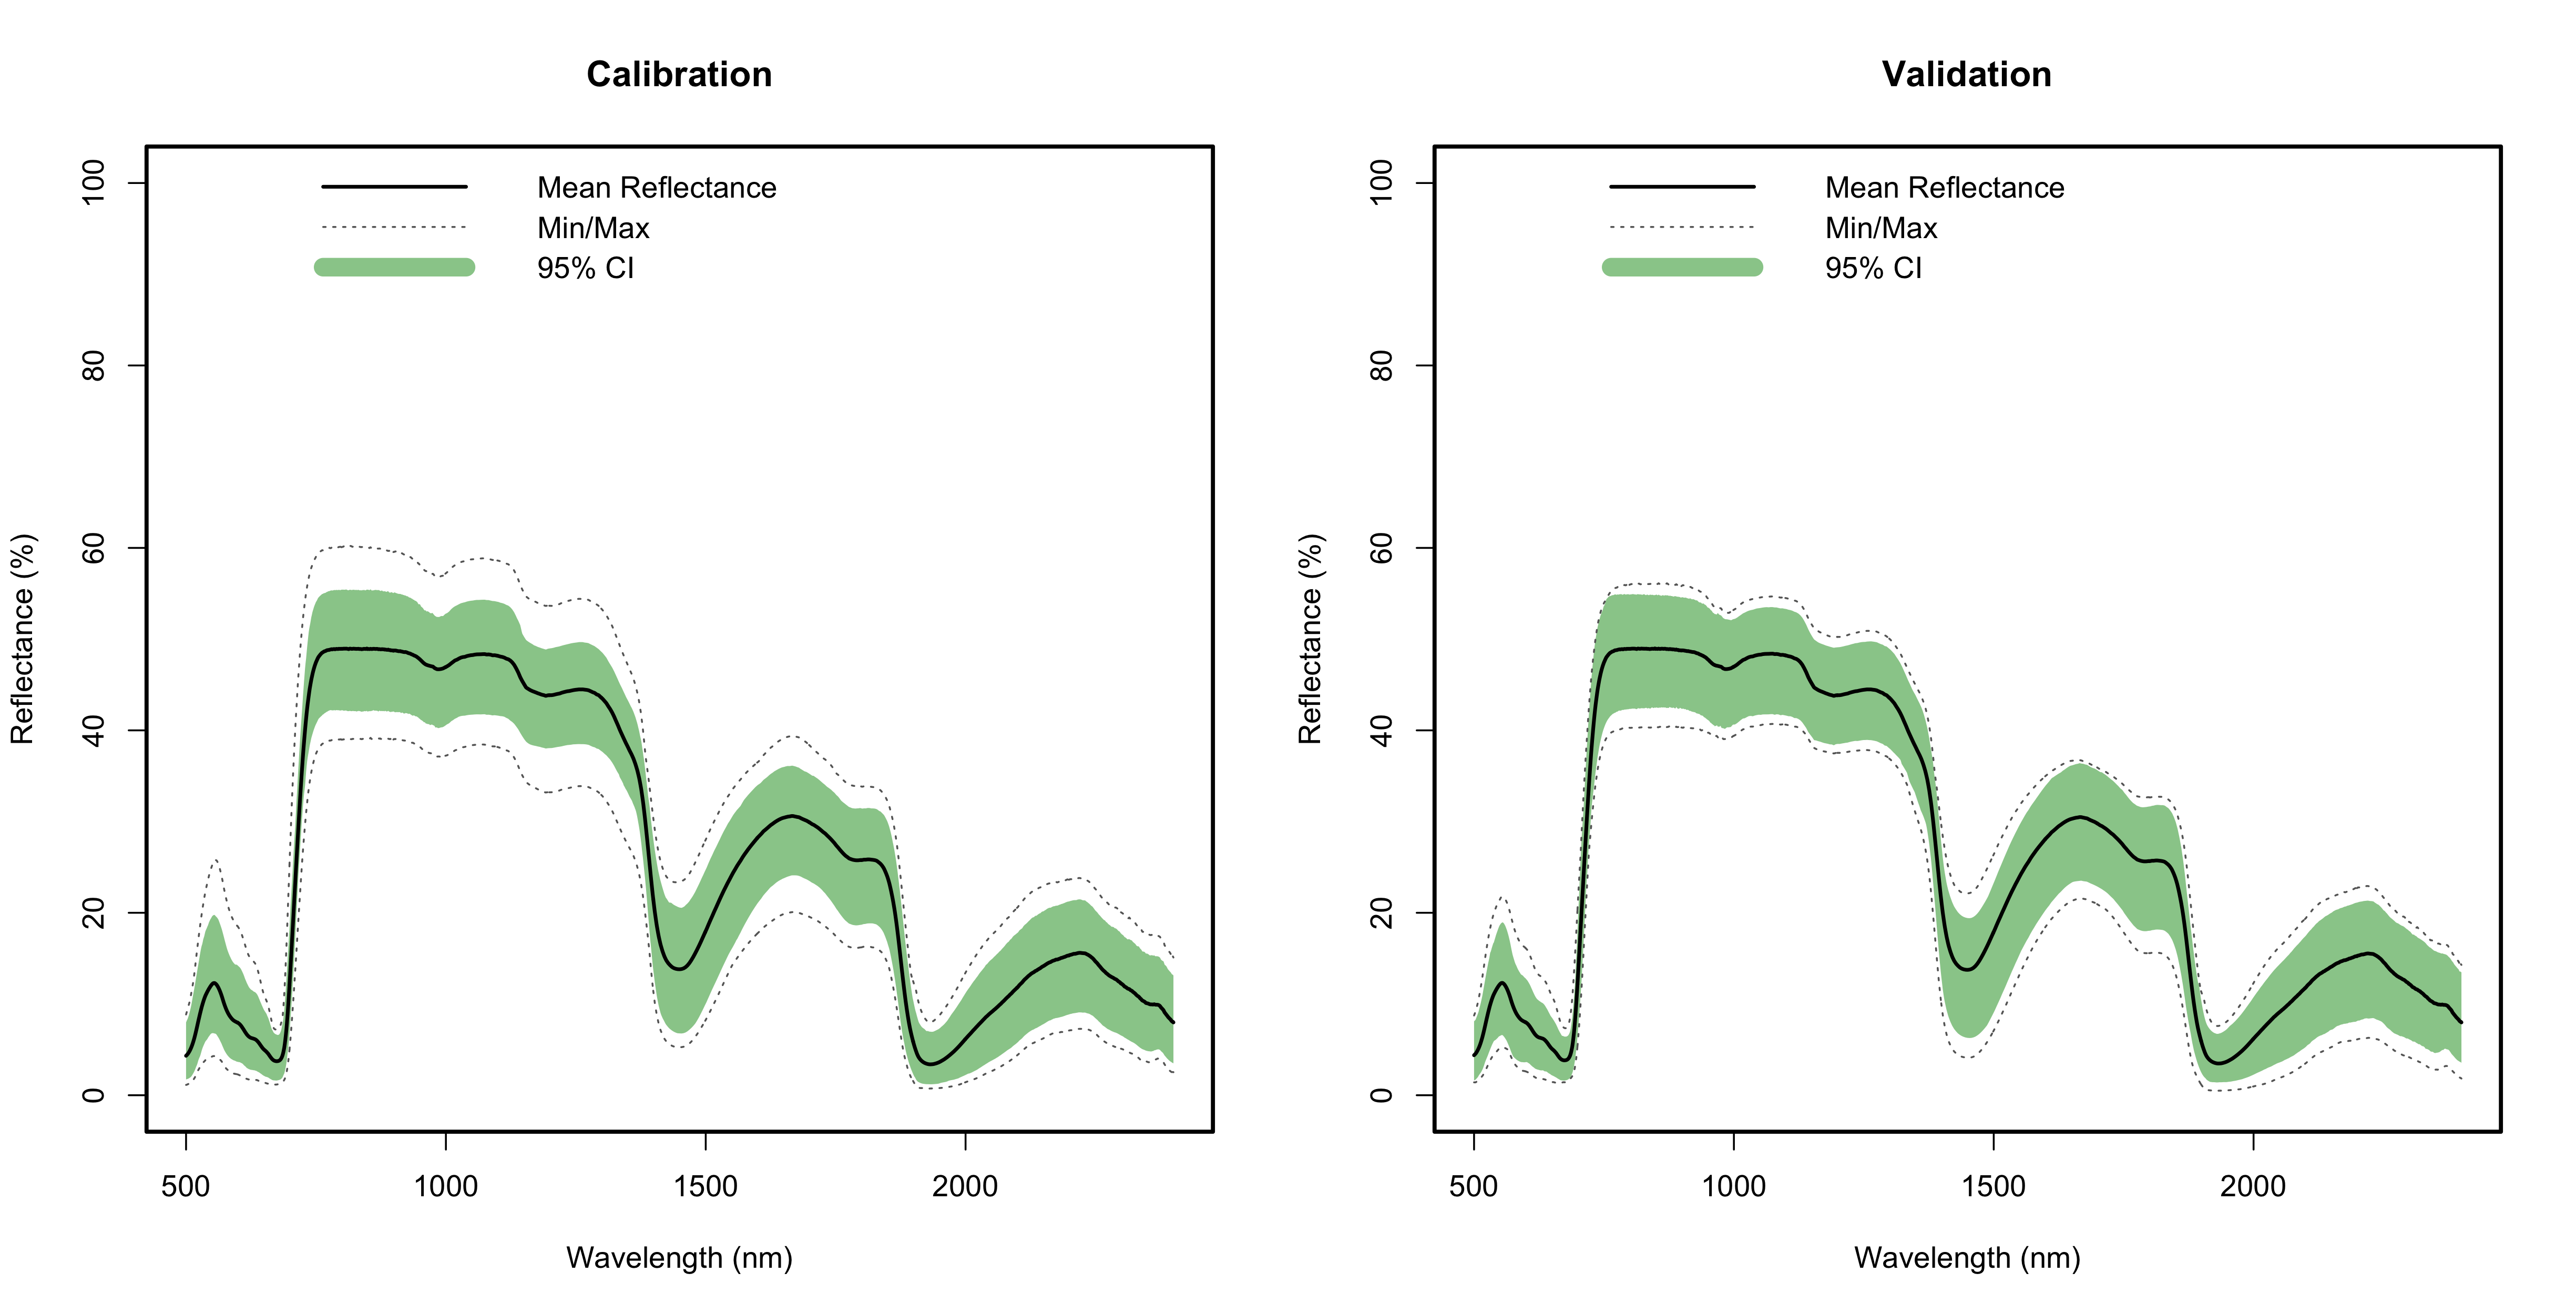 Calibration
Mean Reflectance
Min/Max
95% CI
Reflectance (%)
100
80
60
40
20
0
500 1000 1500 2000
Wavelength (nm)
Validation
Mean Reflectance
Min/Max
95% CI
Reflectance (%)
100
80
60
40
20
0
500 1000 1500 2000
Wavelength (nm)